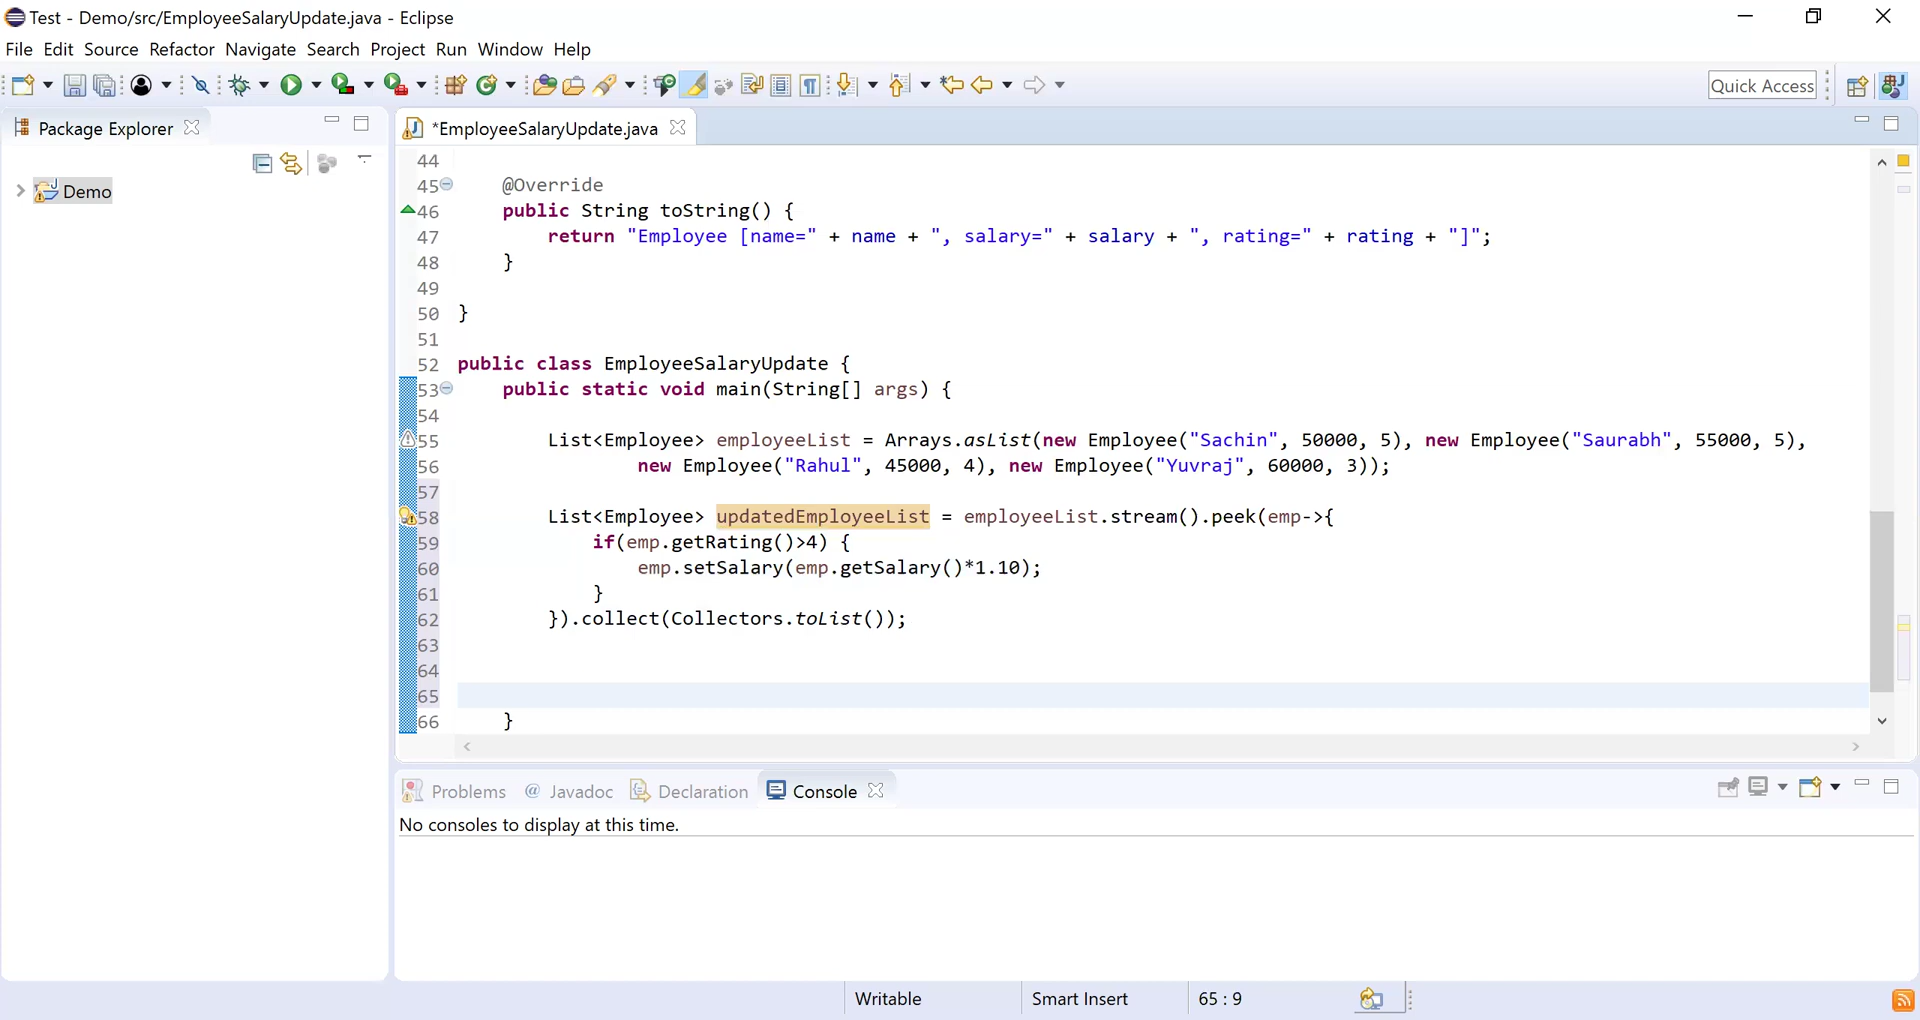 Test - Demo/src/EmployeeSalaryUpdate.java - Eclipse
File Edit Source Refactor Navigate Search Project Run Window Help
Quick Access
Package Explorer
*EmployeeSalaryUpdate.java
Demo
44
45 @Override
46 public String toString() {
47 return "Employee [name=" + name + ", salary=" + salary + ", rating=" + rating + "]";
48 }
49
50 }
51
52 public class EmployeeSalaryUpdate {
53 public static void main(String[] args) {
54
55 List<Employee> employeeList = Arrays.asList(new Employee("Sachin", 50000, 5), new Employee("Saurabh", 55000, 5),
56 new Employee("Rahul", 45000, 4), new Employee("Yuvraj", 60000, 3));
57
58 List<Employee> updatedEmployeeList = employeeList.stream().peek(emp->{
59 if(emp.getRating()>4) {
60 emp.setSalary(emp.getSalary()*1.10);
61 }
62 }).collect(Collectors.toList());
63
64
65
66 }
Problems @ Javadoc Declaration Console
No consoles to display at this time.
Writable Smart Insert 65 : 9